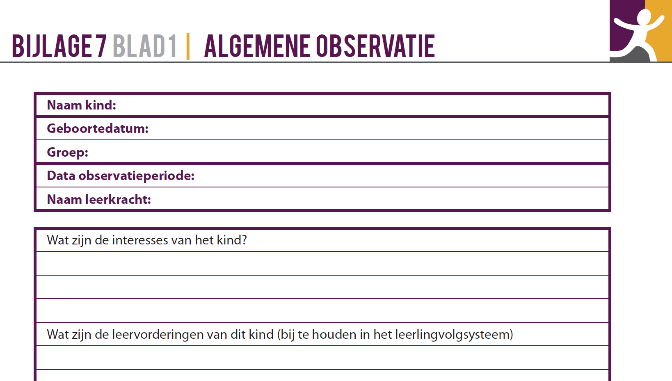 BIJLAGE 7 BLAD 1 | ALGEMENE OBSERVATIE
Naam kind:
Geboortedatum:
Groep:
Data observatieperiode:
Naam leerkracht:
Wat zijn de interesses van het kind?
Wat zijn de leervorderingen van dit kind (bij te houden in het leerlingvolgsysteem)